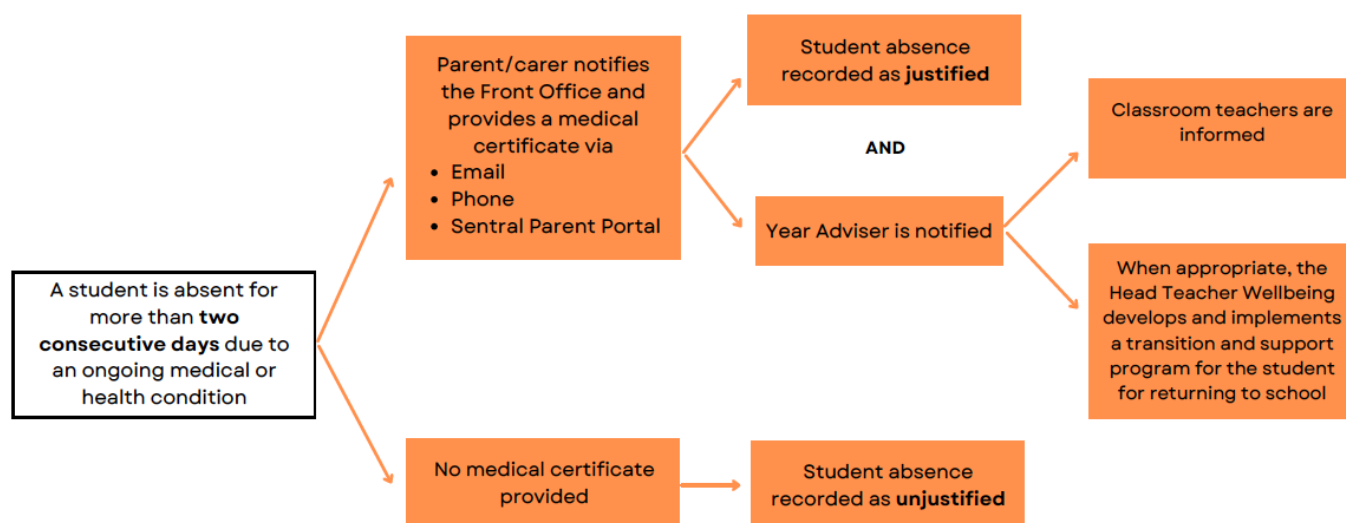 A student is absent for
more than two
consecutive days due to
an ongoing medical or
health condition
Parent/carer notifies
the Front Office and
provides a medical
certificate via
• Email
• Phone
• Sentral Parent Portal
Student absence
recorded as justified
AND
Year Adviser is notified
Classroom teachers are
informed
When appropriate, the
Head Teacher Wellbeing
develops and implements
a transition and support
program for the student
for returning to school
No medical certificate
provided
Student absence
recorded as unjustified